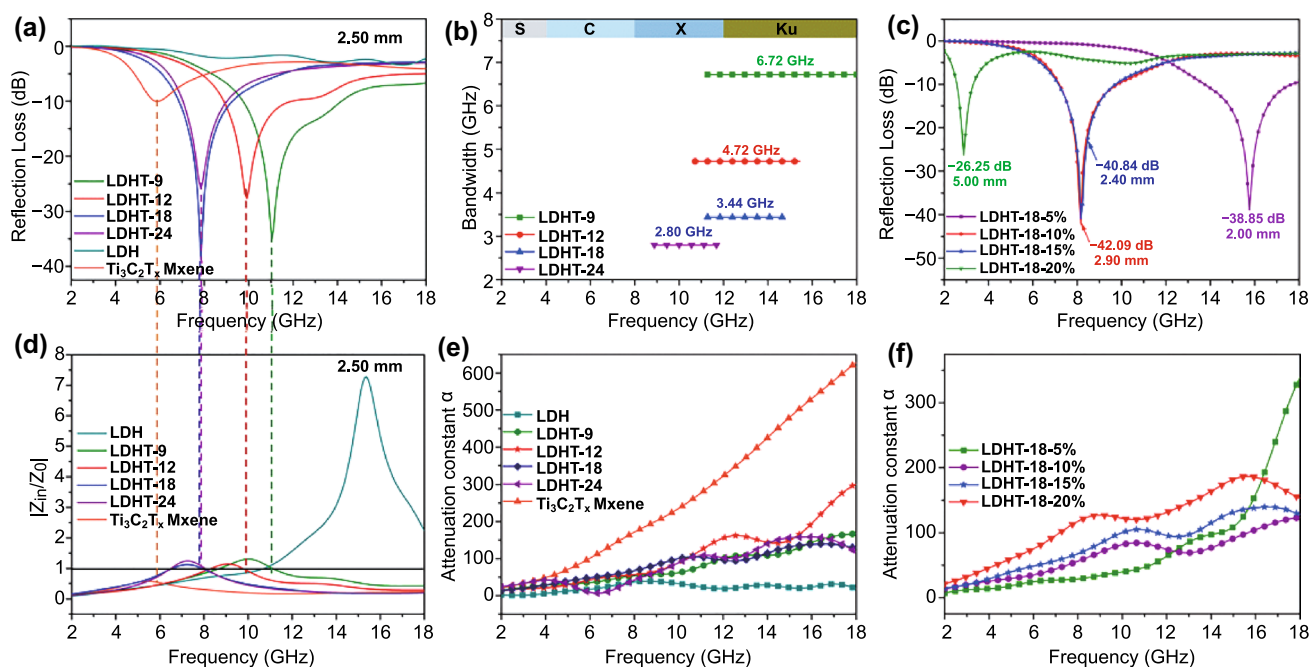 (a)
2.50 mm
0
−10
−20
−30
−40
Reflection Loss (dB)
LDHT-9
LDHT-12
LDHT-18
LDHT-24
LDH
Ti₃C₂Tₓ Mxene
2 4 6 8 10 12 14 16 18
Frequency (GHz)
(b)
S C X Ku
8
7
6
5
4
3
2
Bandwidth (GHz)
6.72 GHz
4.72 GHz
3.44 GHz
2.80 GHz
LDHT-9
LDHT-12
LDHT-18
LDHT-24
2 4 6 8 10 12 14 16 18
Frequency (GHz)
(c)
0
−10
−20
−30
−40
−50
Reflection Loss (dB)
−26.25 dB
5.00 mm
−40.84 dB
2.40 mm
−38.85 dB
2.00 mm
−42.09 dB
2.90 mm
LDHT-18-5%
LDHT-18-10%
LDHT-18-15%
LDHT-18-20%
2 4 6 8 10 12 14 16 18
Frequency (GHz)
(d)
2.50 mm
8
7
6
5
4
3
2
1
0
|Zin/Z0|
LDH
LDHT-9
LDHT-12
LDHT-18
LDHT-24
Ti₃C₂Tₓ Mxene
2 4 6 8 10 12 14 16 18
Frequency (GHz)
(e)
600
500
400
300
200
100
0
Attenuation constant α
LDH
LDHT-9
LDHT-12
LDHT-18
LDHT-24
Ti₃C₂Tₓ Mxene
2 4 6 8 10 12 14 16 18
Frequency (GHz)
(f)
300
200
100
0
Attenuation constant α
LDHT-18-5%
LDHT-18-10%
LDHT-18-15%
LDHT-18-20%
2 4 6 8 10 12 14 16 18
Frequency (GHz)